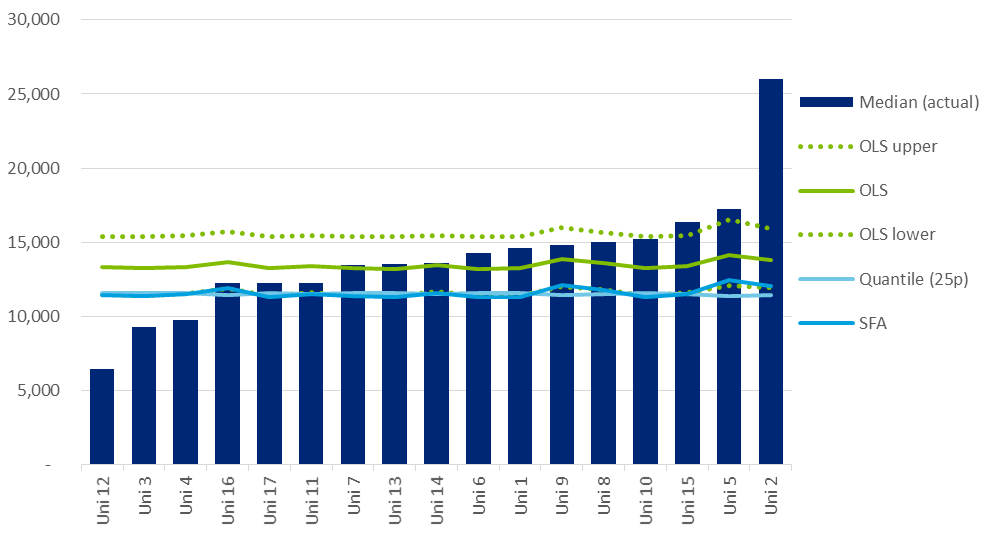 30,000
25,000
20,000
15,000
10,000
5,000
-
Uni 12
Uni 3
Uni 4
Uni 16
Uni 17
Uni 11
Uni 7
Uni 13
Uni 14
Uni 6
Uni 1
Uni 9
Uni 8
Uni 10
Uni 15
Uni 5
Uni 2
Median (actual)
OLS upper
OLS
OLS lower
Quantile (25p)
SFA